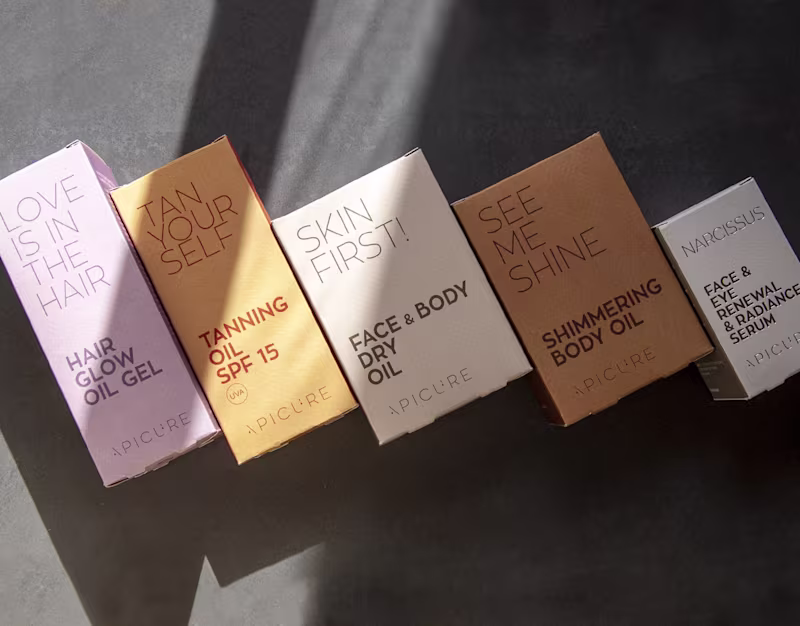 LOVE
IS IN
THE
HAIR
HAIR
GLOW
OIL GEL
APICURE
TAN
YOUR
SELF
TANNING
OIL
SPF 15
UVA
APICURE
SKIN
FIRST!
FACE & BODY
DRY
OIL
APICURE
SEE
ME
SHINE
SHIMMERING
BODY OIL
APICURE
NARCISSUS
FACE &
EYE
RENEWAL
& RADIANCE
SERUM
APICURE